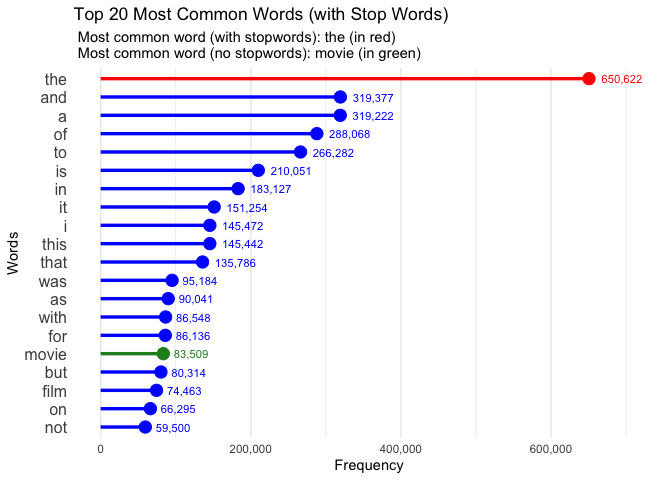 Top 20 Most Common Words (with Stop Words)
Most common word (with stopwords): the (in red)
Most common word (no stopwords): movie (in green)
the 650,622
and 319,377
a 319,222
of 288,068
to 266,282
is 210,051
in 183,127
it 151,254
i 145,472
this 145,442
that 135,786
was 95,184
as 90,041
with 86,548
for 86,136
movie 83,509
but 80,314
film 74,463
on 66,295
not 59,500
Words
0 200,000 400,000 600,000
Frequency